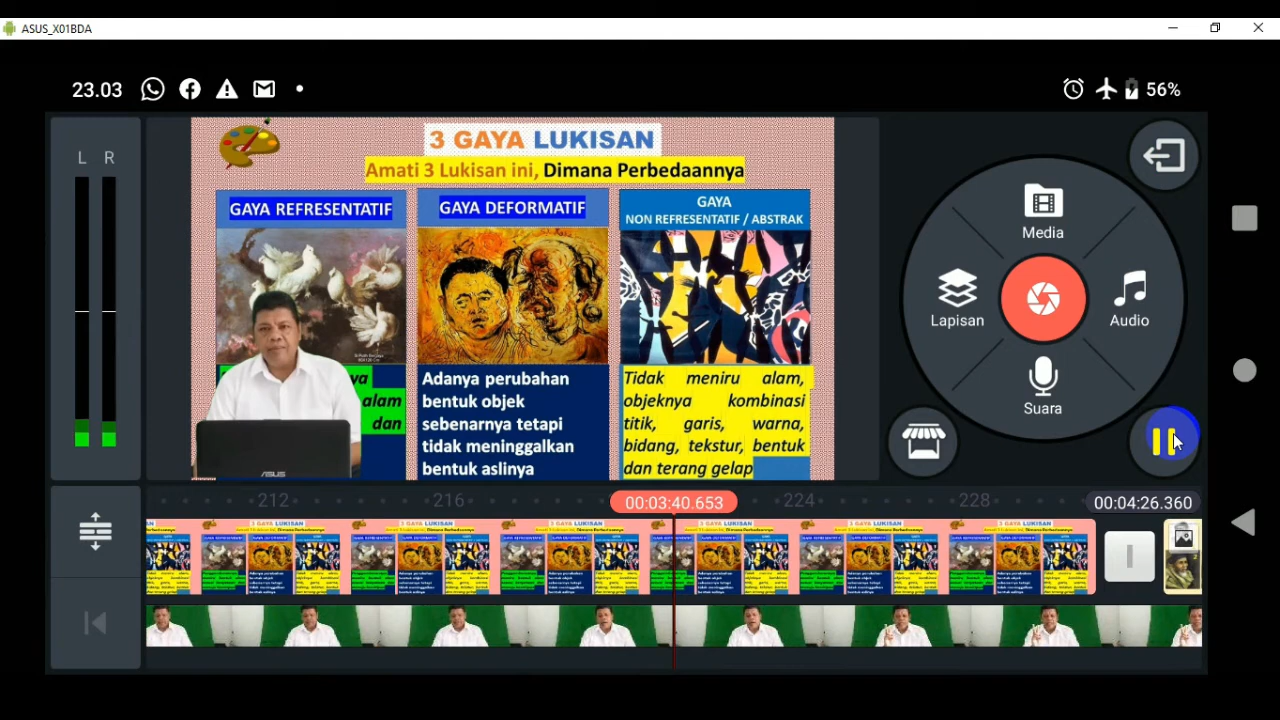 ASUS_X01BDA
23.03
56%
L R
3 GAYA LUKISAN
Amati 3 Lukisan ini, Dimana Perbedaannya
GAYA REFRESENTATIF
GAYA DEFORMATIF
GAYA
NON REFRESENTATIF / ABSTRAK
ya
alam
dan
ASUS
Adanya perubahan
bentuk objek
sebenarnya tetapi
tidak meninggalkan
bentuk aslinya
Tidak meniru alam,
objeknya kombinasi
titik, garis, warna,
bidang, tekstur, bentuk
dan terang gelap
Media
Lapisan
Audio
Suara
212
216
00:03:40.653
224
228
00:04:26.360